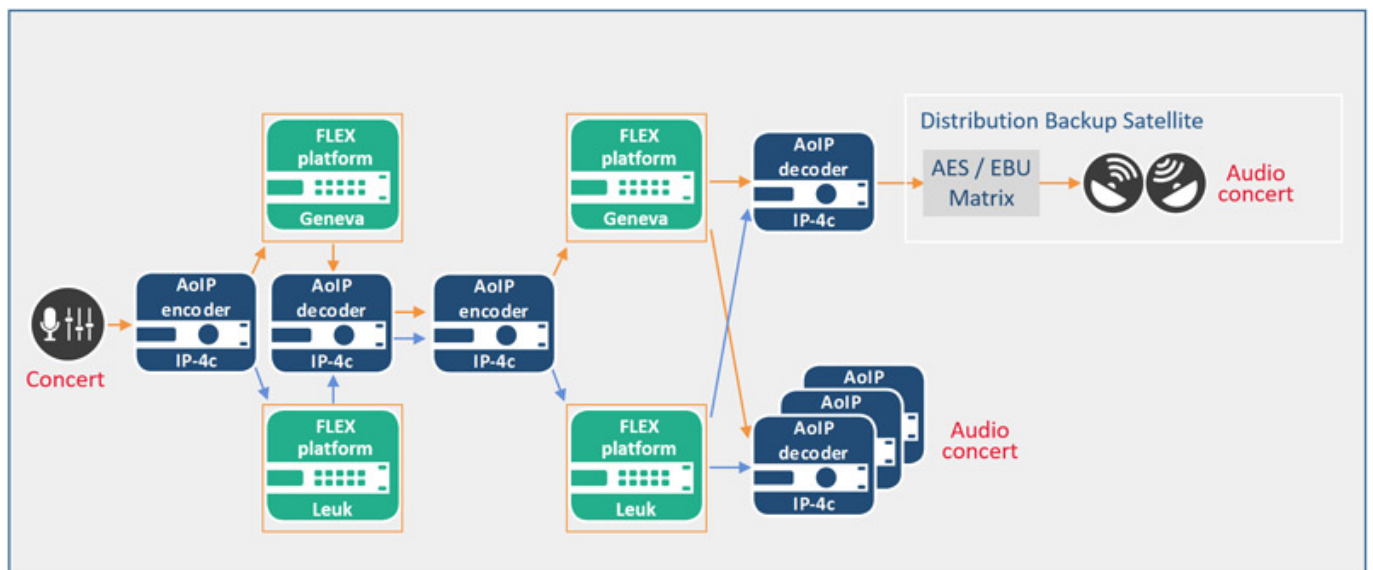 FLEX
platform
Geneva
FLEX
platform
Geneva
AoIP
decoder
IP-4c
Distribution Backup Satellite
AES / EBU
Matrix
Audio
concert
Concert
AoIP
encoder
IP-4c
AoIP
decoder
IP-4c
AoIP
encoder
IP-4c
FLEX
platform
Leuk
FLEX
platform
Leuk
AoIP
AoIP
AoIP
decoder
IP-4c
Audio
concert